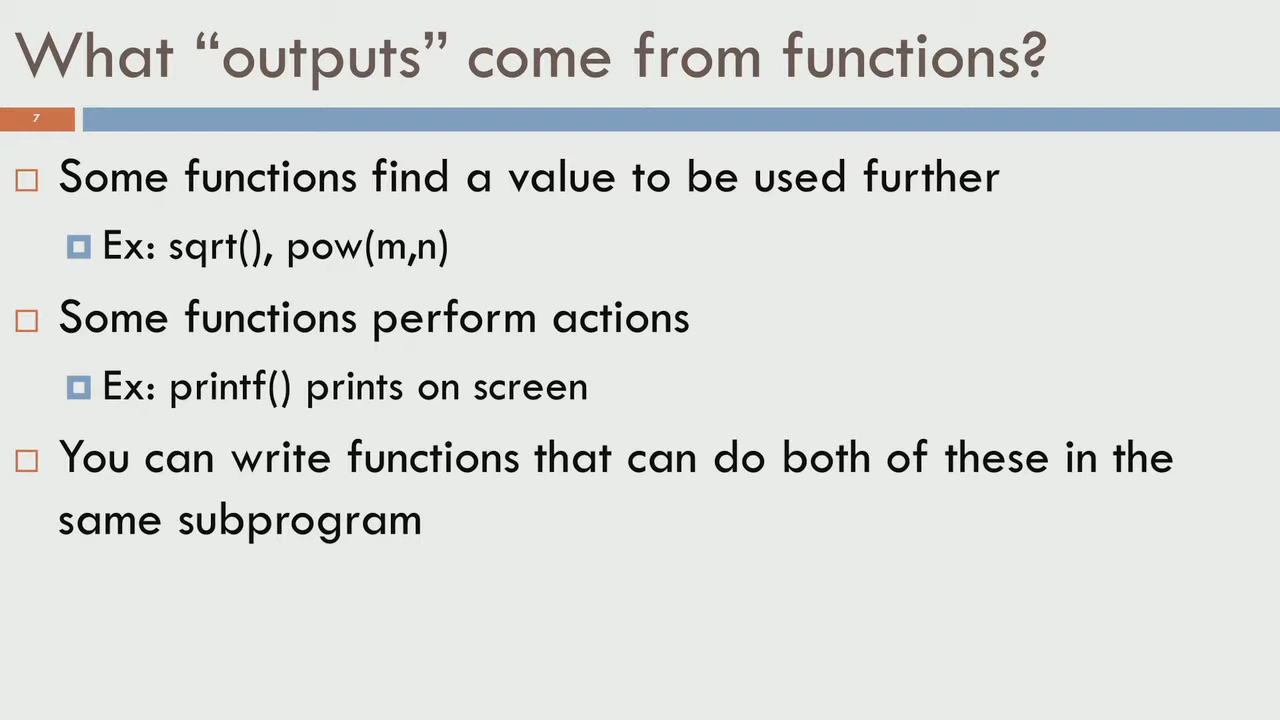 What “outputs” come from functions?
7
Some functions find a value to be used further
Ex: sqrt(), pow(m,n)
Some functions perform actions
Ex: printf() prints on screen
You can write functions that can do both of these in the
same subprogram